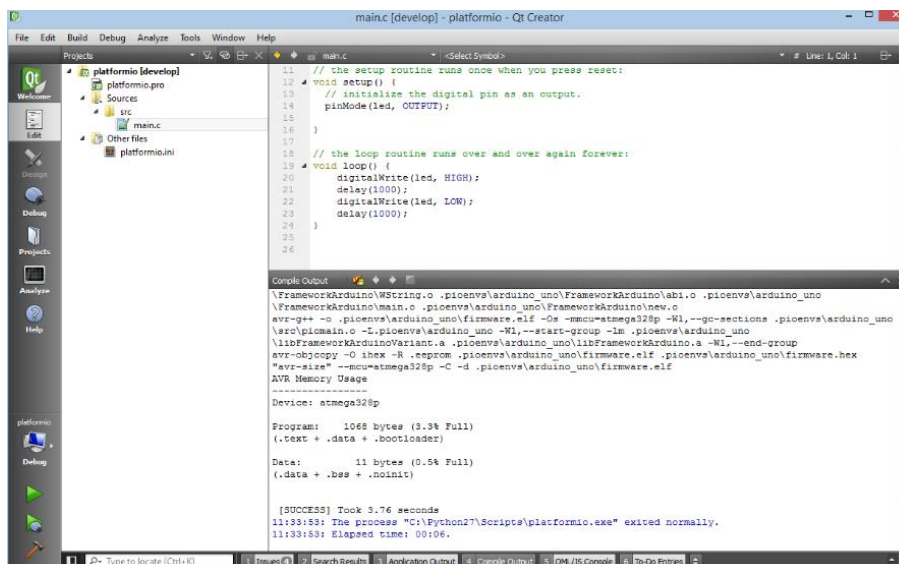 main.c [develop] - platformio - Qt Creator
File Edit Build Debug Analyze Tools Window Help
Projects
main.c
<Select Symbol>
# Line: 1, Col: 1
Qt
Welcome
Edit
Design
Debug
Projects
Analyze
Help
platformio
Debug
platformio [develop]
platformio.pro
Sources
src
main.c
Other files
platformio.ini
11 // the setup routine runs once when you press reset:
12 void setup() {
13 // initialize the digital pin as an output.
14 pinMode(led, OUTPUT);
15
16 }
17
18 // the loop routine runs over and over again forever:
19 void loop() {
20 digitalWrite(led, HIGH);
21 delay(1000);
22 digitalWrite(led, LOW);
23 delay(1000);
24 }
25
26
Compile Output
\FrameworkArduino\WString.o .pioenvs\arduino_uno\FrameworkArduino\abi.o .pioenvs\arduino_uno
\FrameworkArduino\main.o .pioenvs\arduino_uno\FrameworkArduino\new.o
avr-g++ -o .pioenvs\arduino_uno\firmware.elf -Os -mmcu=atmega328p -Wl,--gc-sections .pioenvs\arduino_uno
\src\piomain.o -L.pioenvs\arduino_uno -Wl,--start-group -lm .pioenvs\arduino_uno
\libFrameworkArduinoVariant.a .pioenvs\arduino_uno\libFrameworkArduino.a -Wl,--end-group
avr-objcopy -O ihex -R .eeprom .pioenvs\arduino_uno\firmware.elf .pioenvs\arduino_uno\firmware.hex
"avr-size" --mcu=atmega328p -C -d .pioenvs\arduino_uno\firmware.elf
AVR Memory Usage
----------------
Device: atmega328p
Program: 1068 bytes (3.3% Full)
(.text + .data + .bootloader)
Data: 11 bytes (0.5% Full)
(.data + .bss + .noinit)
[SUCCESS] Took 3.76 seconds
11:33:53: The process "C:\Python27\Scripts\platformio.exe" exited normally.
11:33:53: Elapsed time: 00:06.
Type to locate (Ctrl+K) 1 Issues 4 2 Search Results 3 Application Output 4 Compile Output 5 QML/JS Console 6 To-Do Entries